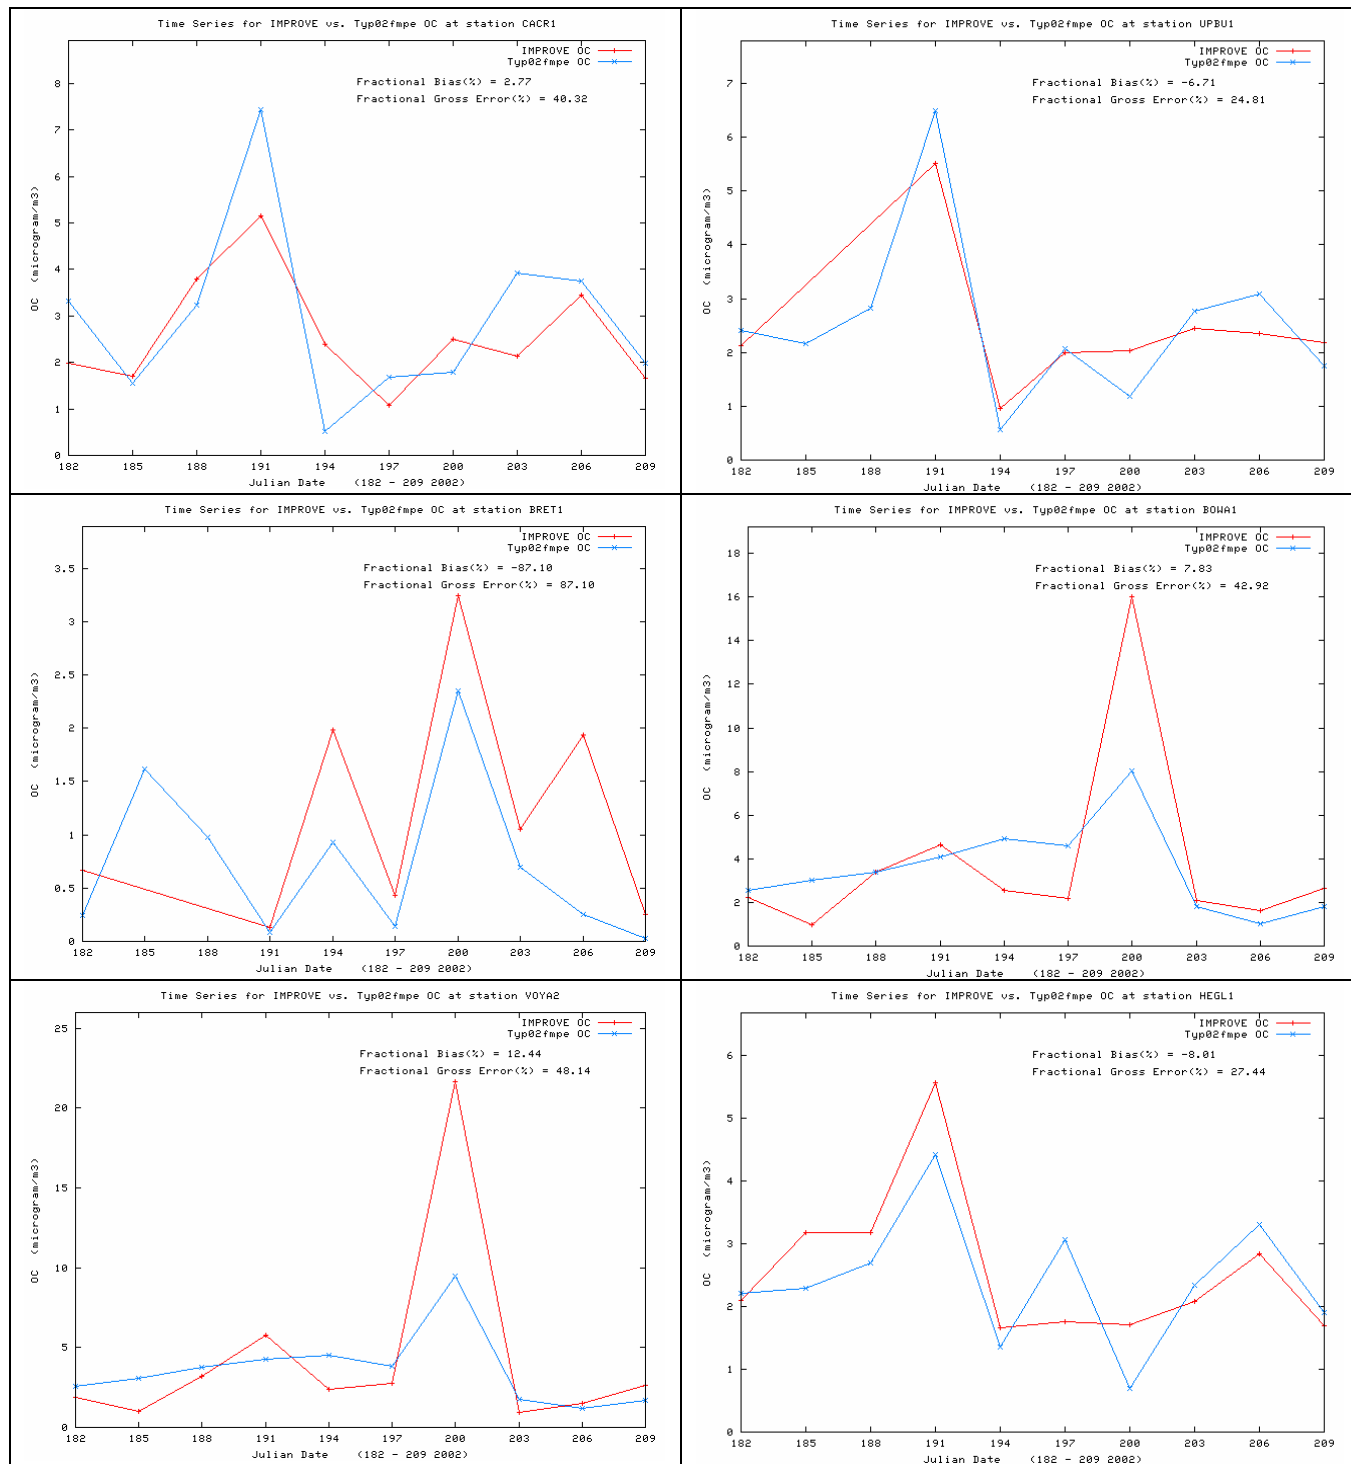 Time Series for IMPROVE vs. Typ02fmpe OC at station CACR1
IMPROVE OC
Typ02fmpe OC
Fractional Bias(%) = 2.77
Fractional Gross Error(%) = 40.32
8
7
6
5
4
3
2
1
0
OC (microgram/m3)
182 185 188 191 194 197 200 203 206 209
Julian Date (182 - 209 2002)
Time Series for IMPROVE vs. Typ02fmpe OC at station UPBU1
IMPROVE OC
Typ02fmpe OC
Fractional Bias(%) = -6.71
Fractional Gross Error(%) = 24.81
7
6
5
4
3
2
1
0
OC (microgram/m3)
182 185 188 191 194 197 200 203 206 209
Julian Date (182 - 209 2002)
Time Series for IMPROVE vs. Typ02fmpe OC at station BRET1
IMPROVE OC
Typ02fmpe OC
Fractional Bias(%) = -87.10
Fractional Gross Error(%) = 87.10
3.5
3
2.5
2
1.5
1
0.5
0
OC (microgram/m3)
182 185 188 191 194 197 200 203 206 209
Julian Date (182 - 209 2002)
Time Series for IMPROVE vs. Typ02fmpe OC at station BOWA1
IMPROVE OC
Typ02fmpe OC
Fractional Bias(%) = 7.83
Fractional Gross Error(%) = 42.92
18
16
14
12
10
8
6
4
2
0
OC (microgram/m3)
182 185 188 191 194 197 200 203 206 209
Julian Date (182 - 209 2002)
Time Series for IMPROVE vs. Typ02fmpe OC at station VOYA2
IMPROVE OC
Typ02fmpe OC
Fractional Bias(%) = 12.44
Fractional Gross Error(%) = 48.14
25
20
15
10
5
0
OC (microgram/m3)
182 185 188 191 194 197 200 203 206 209
Julian Date (182 - 209 2002)
Time Series for IMPROVE vs. Typ02fmpe OC at station HEGL1
IMPROVE OC
Typ02fmpe OC
Fractional Bias(%) = -8.01
Fractional Gross Error(%) = 27.44
6
5
4
3
2
1
0
OC (microgram/m3)
182 185 188 191 194 197 200 203 206 209
Julian Date (182 - 209 2002)